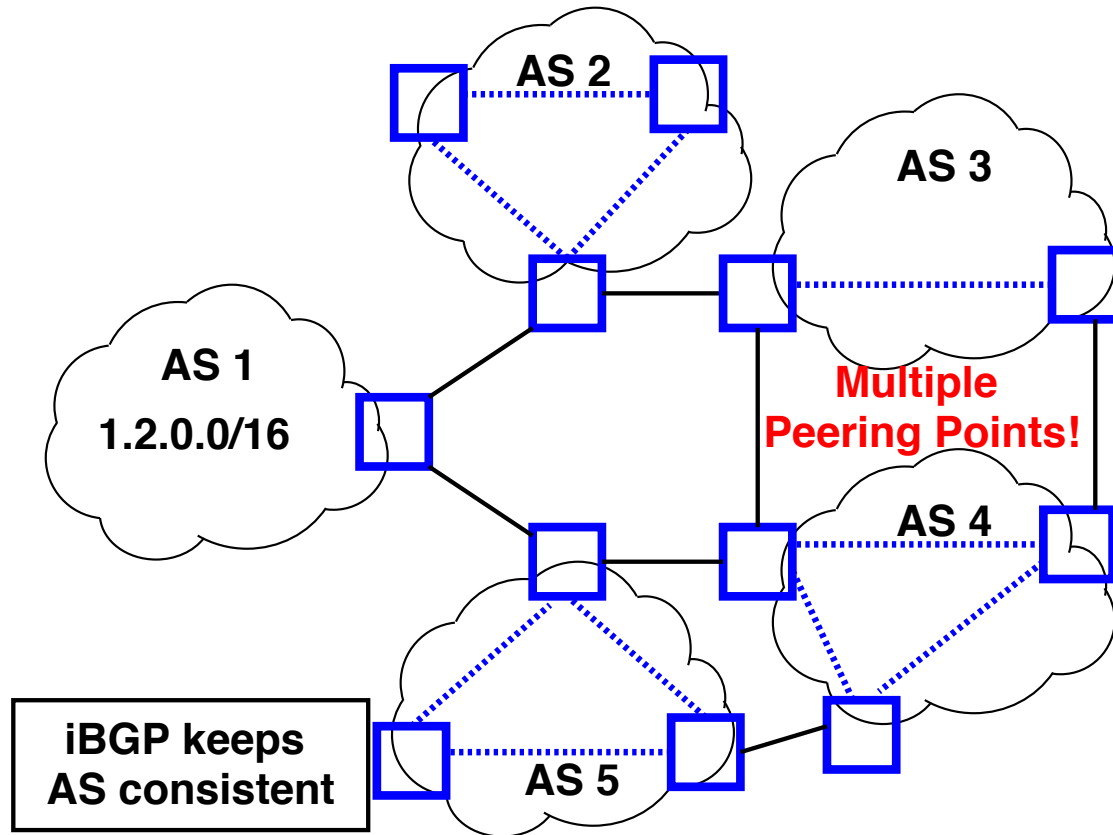 AS 2
AS 3
AS 1
1.2.0.0/16
Multiple
Peering Points!
AS 4
iBGP keeps
AS consistent
AS 5